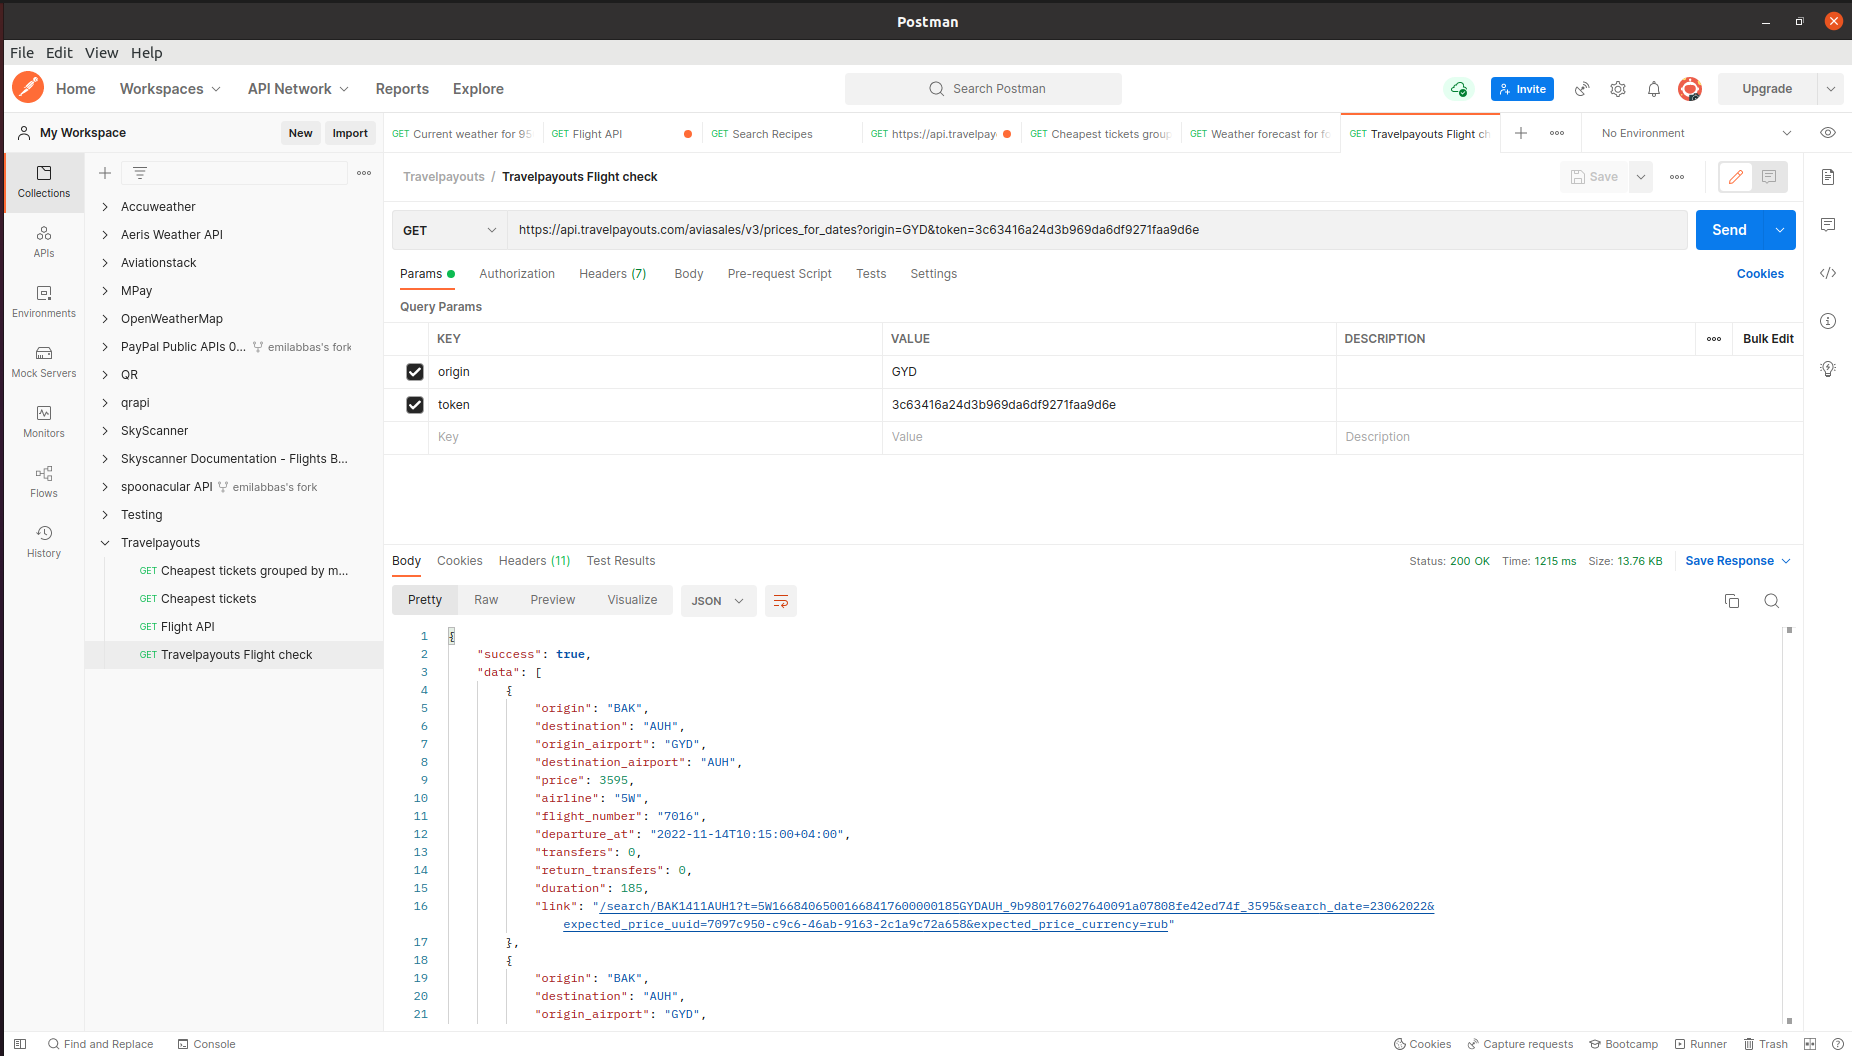 Postman
File Edit View Help
Home Workspaces API Network Reports Explore Search Postman Invite Upgrade
My Workspace New Import GET Current weather for 95 GET Flight API GET Search Recipes GET https://api.travelpay GET Cheapest tickets grou GET Weather forecast for fo GET Travelpayouts Flight ch No Environment
Travelpayouts / Travelpayouts Flight check Save
Collections
APIs
Environments
Mock Servers
Monitors
Flows
History
Accuweather
Aeris Weather API
Aviationstack
MPay
OpenWeatherMap
PayPal Public APIs 0... emilabbas's fork
QR
qrapi
SkyScanner
Skyscanner Documentation - Flights B...
spoonacular API emilabbas's fork
Testing
Travelpayouts
GET Cheapest tickets grouped by m...
GET Cheapest tickets
GET Flight API
GET Travelpayouts Flight check
GET https://api.travelpayouts.com/aviasales/v3/prices_for_dates?origin=GYD&token=3c63416a24d3b969da6df9271faa9d6e Send
Params Authorization Headers (7) Body Pre-request Script Tests Settings Cookies
Query Params
KEY VALUE DESCRIPTION Bulk Edit
origin GYD
token 3c63416a24d3b969da6df9271faa9d6e
Key Value Description
Body Cookies Headers (11) Test Results Status: 200 OK Time: 1215 ms Size: 13.76 KB Save Response
Pretty Raw Preview Visualize JSON
1 {
2 "success": true,
3 "data": [
4 {
5 "origin": "BAK",
6 "destination": "AUH",
7 "origin_airport": "GYD",
8 "destination_airport": "AUH",
9 "price": 3595,
10 "airline": "5W",
11 "flight_number": "7016",
12 "departure_at": "2022-11-14T10:15:00+04:00",
13 "transfers": 0,
14 "return_transfers": 0,
15 "duration": 185,
16 "link": "/search/BAK1411AUH1?t=5W16684065001668417600000185GYDAUH_9b980176027640091a07808fe42ed74f_3595&search_date=23062022&
expected_price_uuid=7097c950-c9c6-46ab-9163-2c1a9c72a658&expected_price_currency=rub"
17 },
18 {
19 "origin": "BAK",
20 "destination": "AUH",
21 "origin_airport": "GYD",
Find and Replace Console Cookies Capture requests Bootcamp Runner Trash